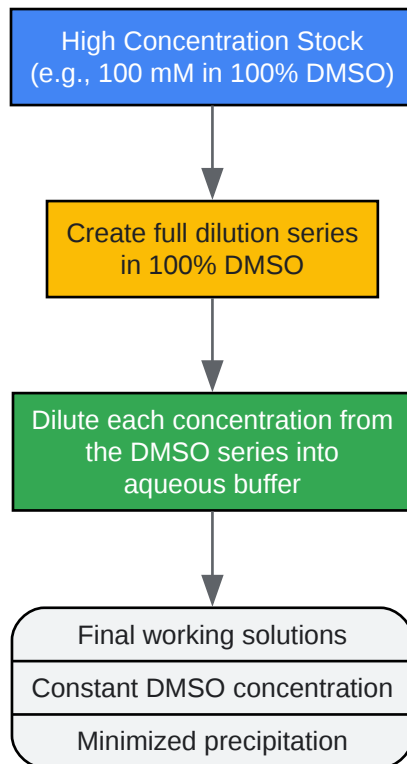 High Concentration Stock
(e.g., 100 mM in 100% DMSO)
Create full dilution series
in 100% DMSO
Dilute each concentration from
the DMSO series into
aqueous buffer
Final working solutions
Constant DMSO concentration
Minimized precipitation